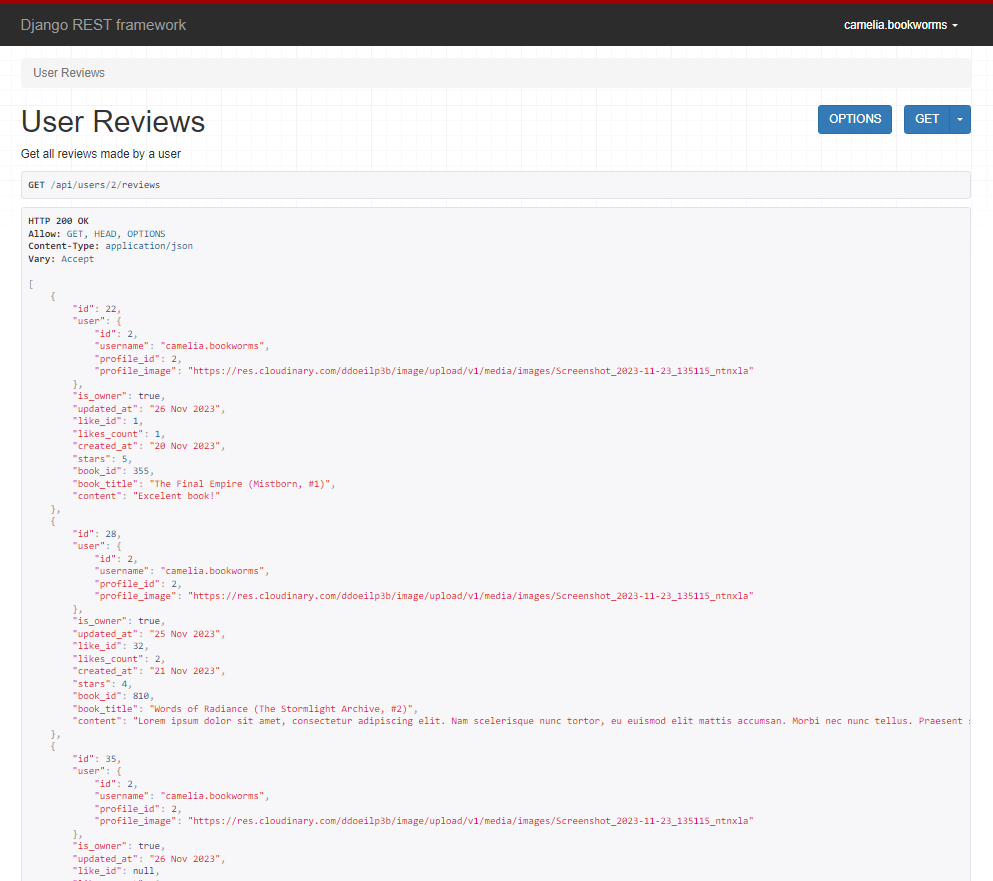 Django REST framework
camelia.bookworms
User Reviews
User Reviews
OPTIONS
GET
Get all reviews made by a user
GET /api/users/2/reviews
HTTP 200 OK
Allow: GET, HEAD, OPTIONS
Content-Type: application/json
Vary: Accept
[
    {
        "id": 22,
        "user": {
            "id": 2,
            "username": "camelia.bookworms",
            "profile_id": 2,
            "profile_image": "https://res.cloudinary.com/ddoeilp3b/image/upload/v1/media/images/Screenshot_2023-11-23_135115_ntnxla"
        },
        "is_owner": true,
        "updated_at": "26 Nov 2023",
        "like_id": 1,
        "likes_count": 1,
        "created_at": "20 Nov 2023",
        "stars": 5,
        "book_id": 355,
        "book_title": "The Final Empire (Mistborn, #1)",
        "content": "Excelent book!"
    },
    {
        "id": 28,
        "user": {
            "id": 2,
            "username": "camelia.bookworms",
            "profile_id": 2,
            "profile_image": "https://res.cloudinary.com/ddoeilp3b/image/upload/v1/media/images/Screenshot_2023-11-23_135115_ntnxla"
        },
        "is_owner": true,
        "updated_at": "25 Nov 2023",
        "like_id": 32,
        "likes_count": 2,
        "created_at": "21 Nov 2023",
        "stars": 4,
        "book_id": 810,
        "book_title": "Words of Radiance (The Stormlight Archive, #2)",
        "content": "Lorem ipsum dolor sit amet, consectetur adipiscing elit. Nam scelerisque nunc tortor, eu euismod elit mattis accumsan. Morbi nec nunc tellus. Praesent
    },
    {
        "id": 35,
        "user": {
            "id": 2,
            "username": "camelia.bookworms",
            "profile_id": 2,
            "profile_image": "https://res.cloudinary.com/ddoeilp3b/image/upload/v1/media/images/Screenshot_2023-11-23_135115_ntnxla"
        },
        "is_owner": true,
        "updated_at": "26 Nov 2023",
        "like_id": null,